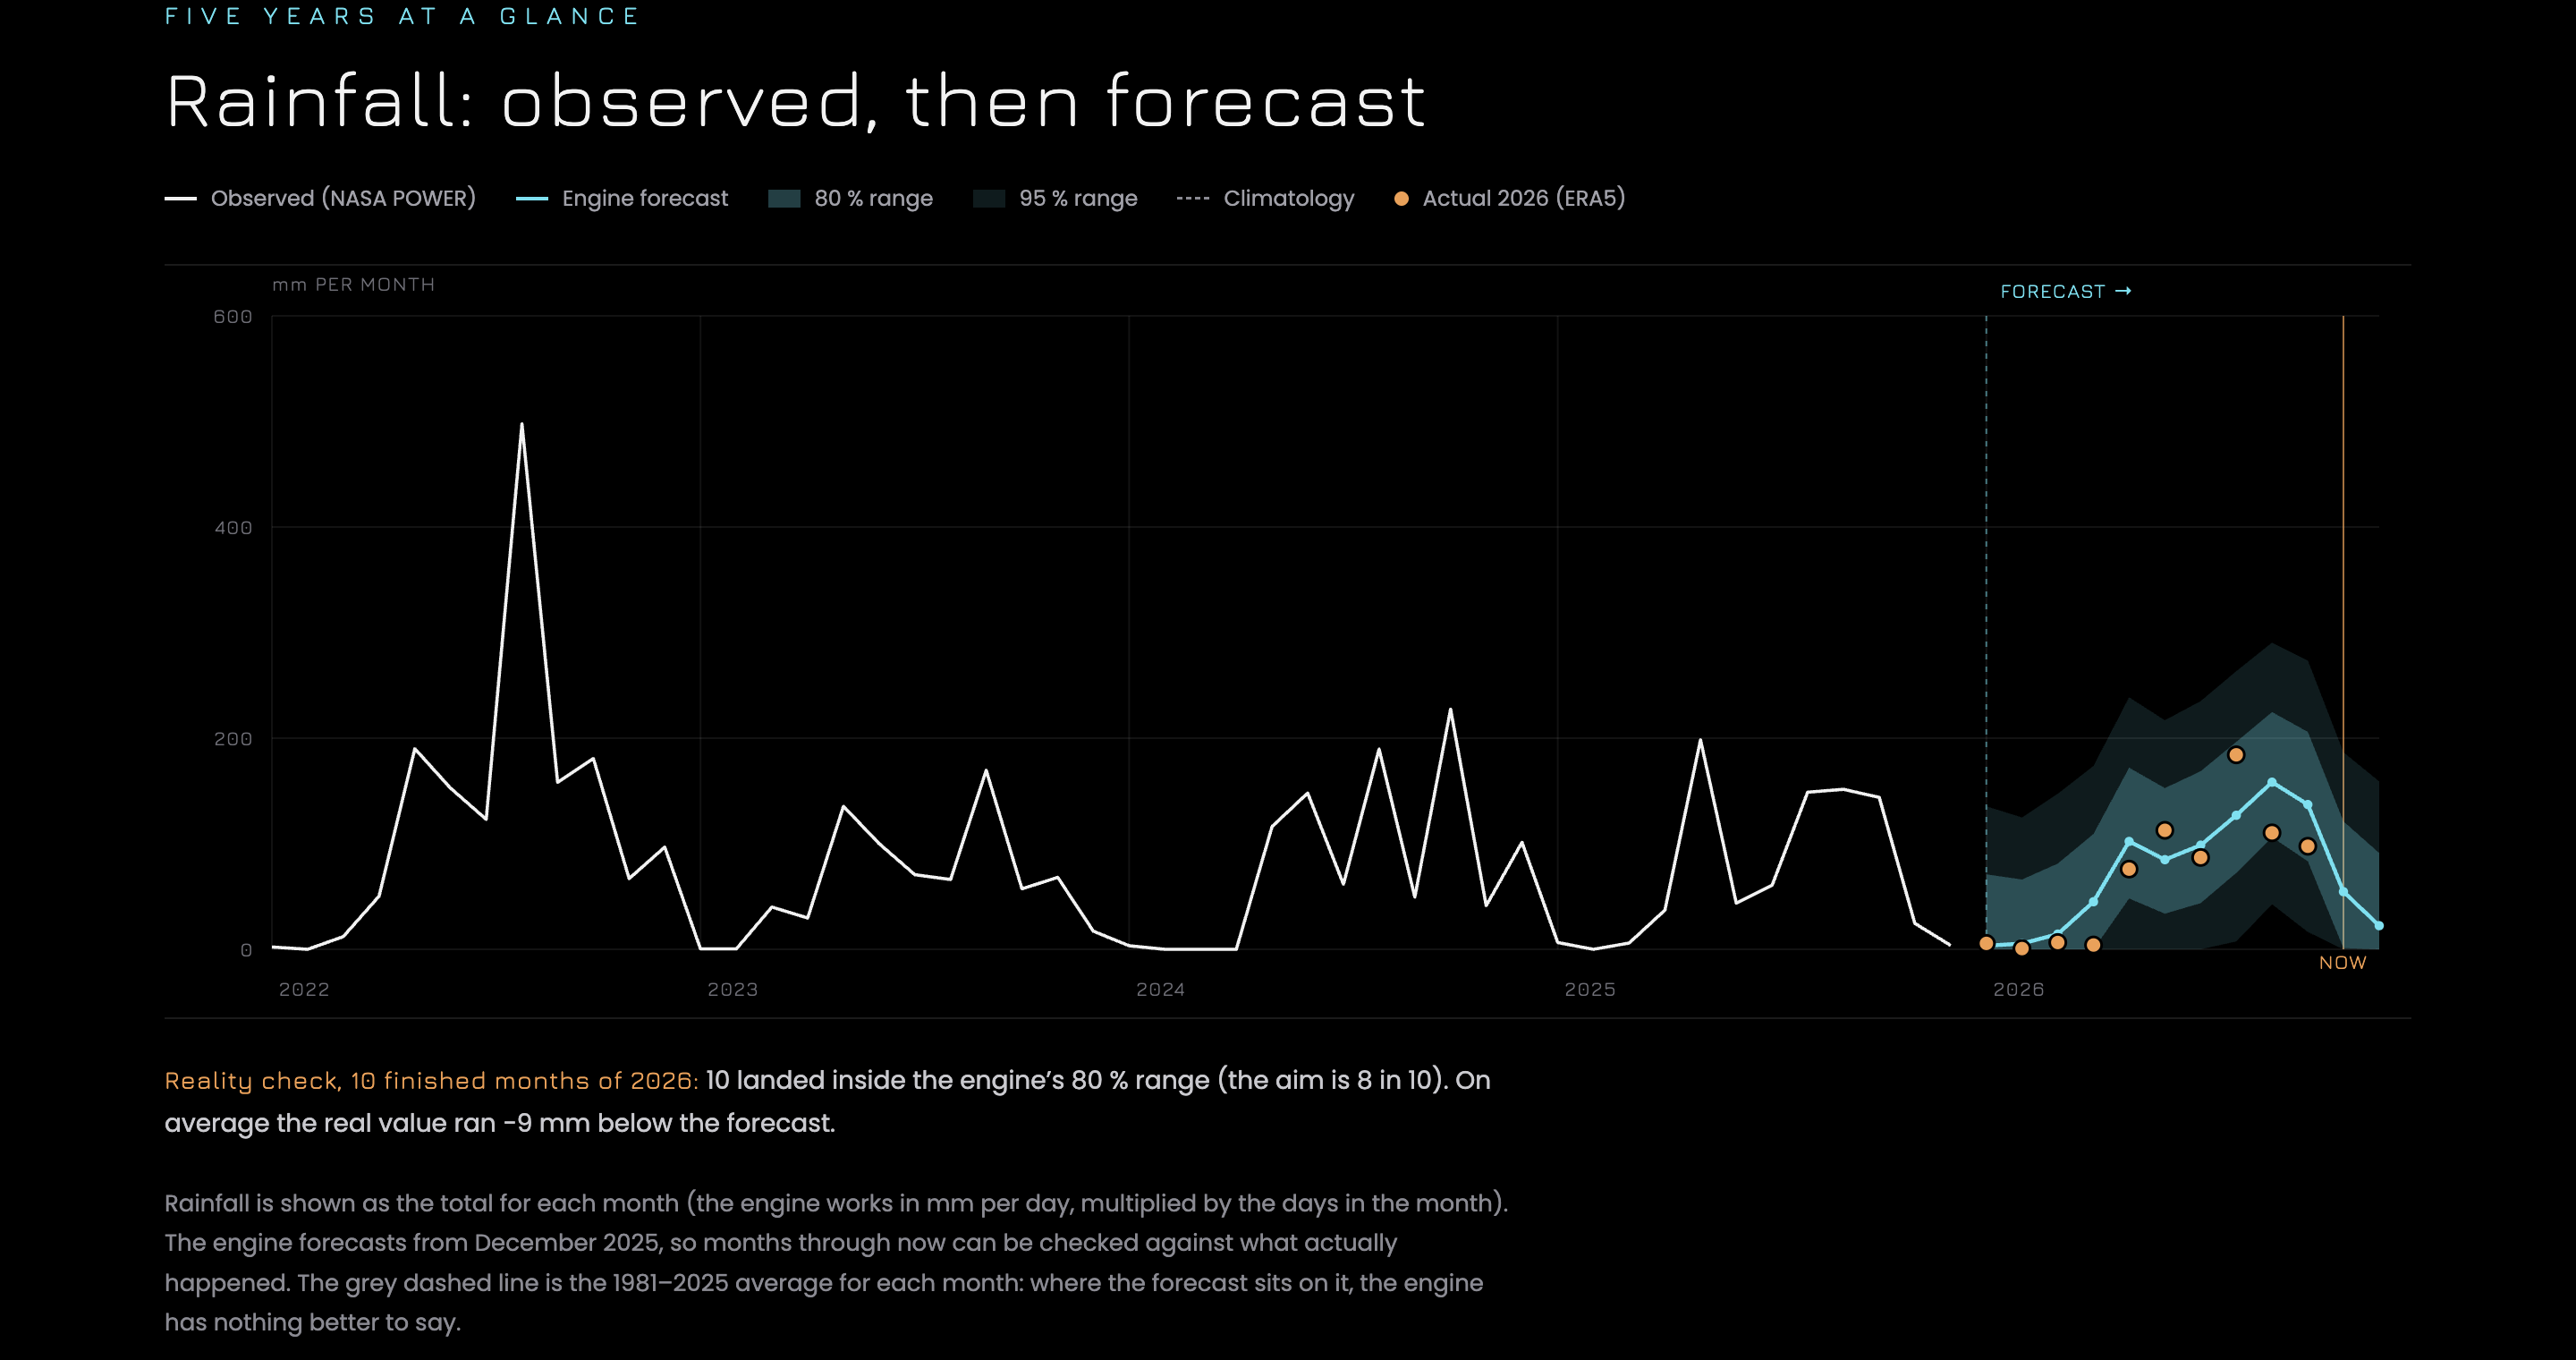 FIVE YEARS AT A GLANCE
Rainfall: observed, then forecast
Observed (NASA POWER) Engine forecast 80 % range 95 % range Climatology Actual 2026 (ERA5)
mm PER MONTH
FORECAST →
600
400
200
0
NOW
2022 2023 2024 2025 2026
Reality check, 10 finished months of 2026: 10 landed inside the engine’s 80 % range (the aim is 8 in 10). On
average the real value ran -9 mm below the forecast.
Rainfall is shown as the total for each month (the engine works in mm per day, multiplied by the days in the month).
The engine forecasts from December 2025, so months through now can be checked against what actually
happened. The grey dashed line is the 1981–2025 average for each month: where the forecast sits on it, the engine
has nothing better to say.